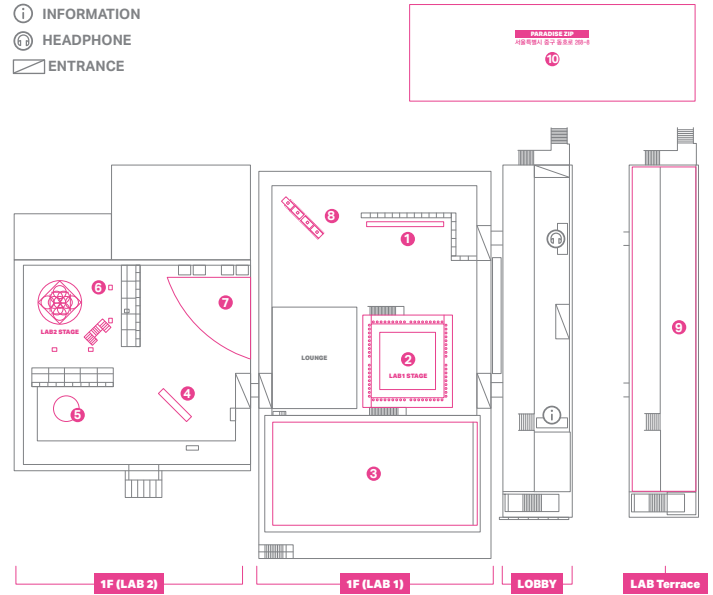 INFORMATION
HEADPHONE
ENTRANCE
PARADISE ZIP
서울특별시 중구 동호로 268-8
10
8
1
6
7
LAB2 STAGE
9
LOUNGE
2
LAB1 STAGE
4
5
3
1F (LAB 2)
1F (LAB 1)
LOBBY
LAB Terrace